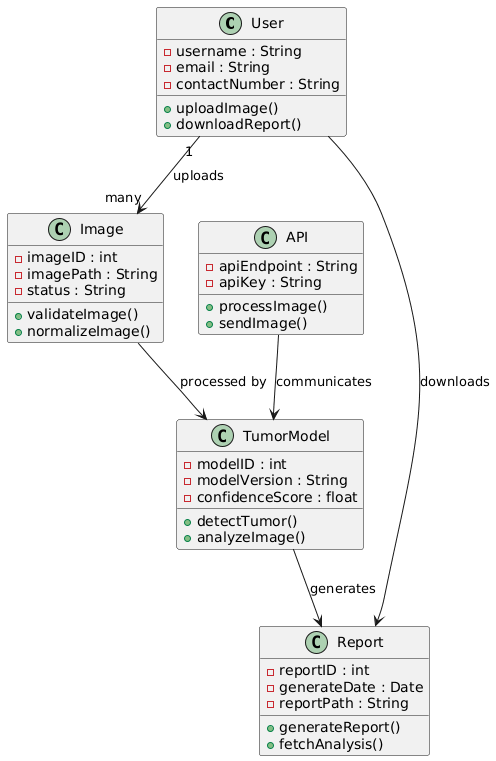 C User
username : String
email : String
contactNumber : String
uploadImage()
downloadReport()
1
uploads
many
C Image
imageID : int
imagePath : String
status : String
validateImage()
normalizeImage()
C API
apiEndpoint : String
apiKey : String
processImage()
sendImage()
processed by
communicates
downloads
C TumorModel
modelID : int
modelVersion : String
confidenceScore : float
detectTumor()
analyzeImage()
generates
C Report
reportID : int
generateDate : Date
reportPath : String
generateReport()
fetchAnalysis()